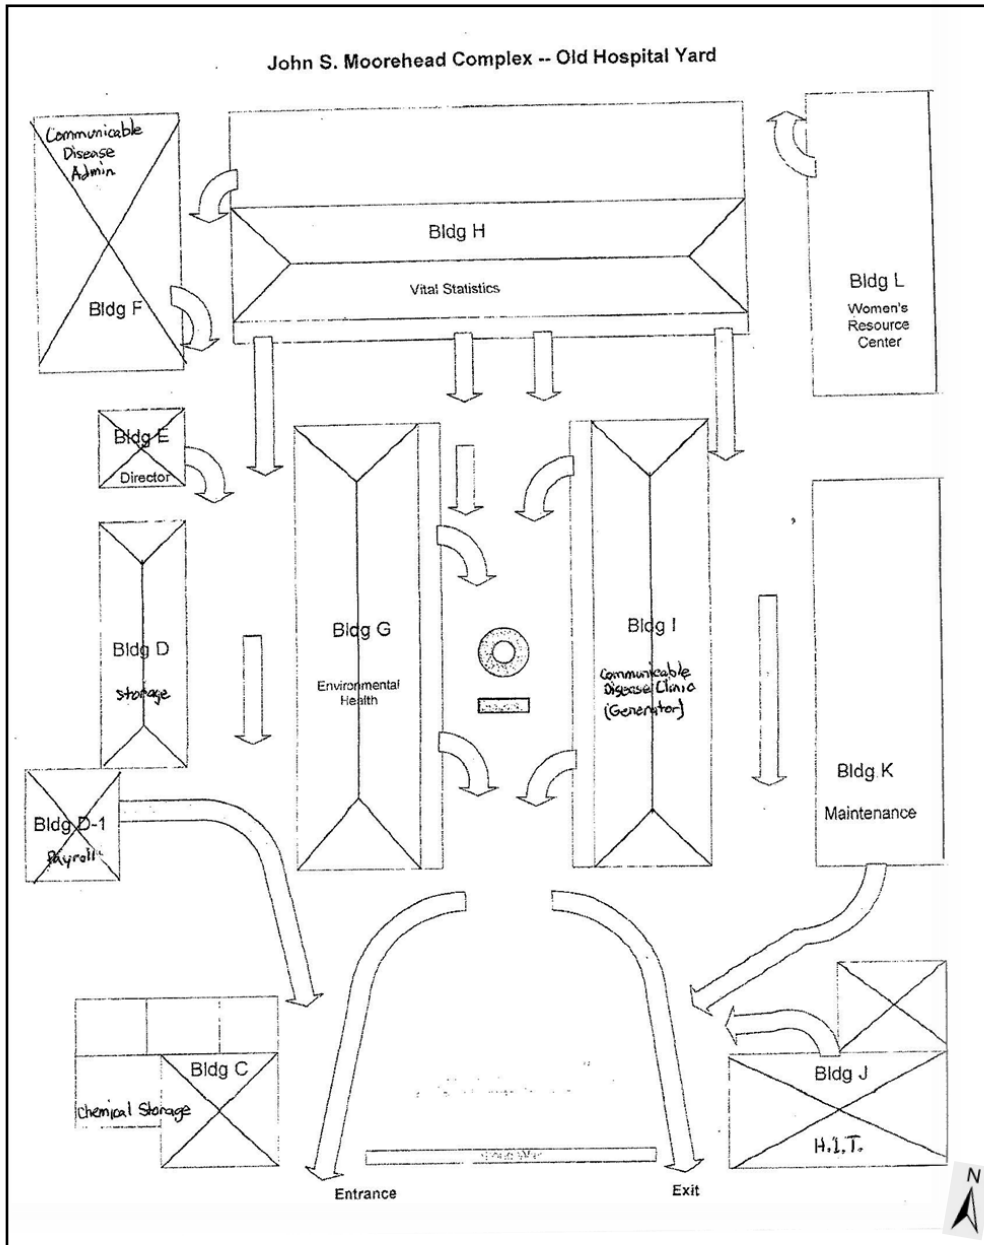 John S. Moorehead Complex -- Old Hospital Yard
Communicable
Disease
Admin
Bldg F
Bldg H
Vital Statistics
Bldg L
Women's
Resource
Center
Bldg E
Director
Bldg D
Storage
Bldg G
Environmental
Health
Bldg I
Communicable
Disease Clinic
(Generator)
Bldg K
Maintenance
Bldg D-1
Payroll
Bldg C
Chemical Storage
Bldg J
H.I.T.
Entrance
Exit
N